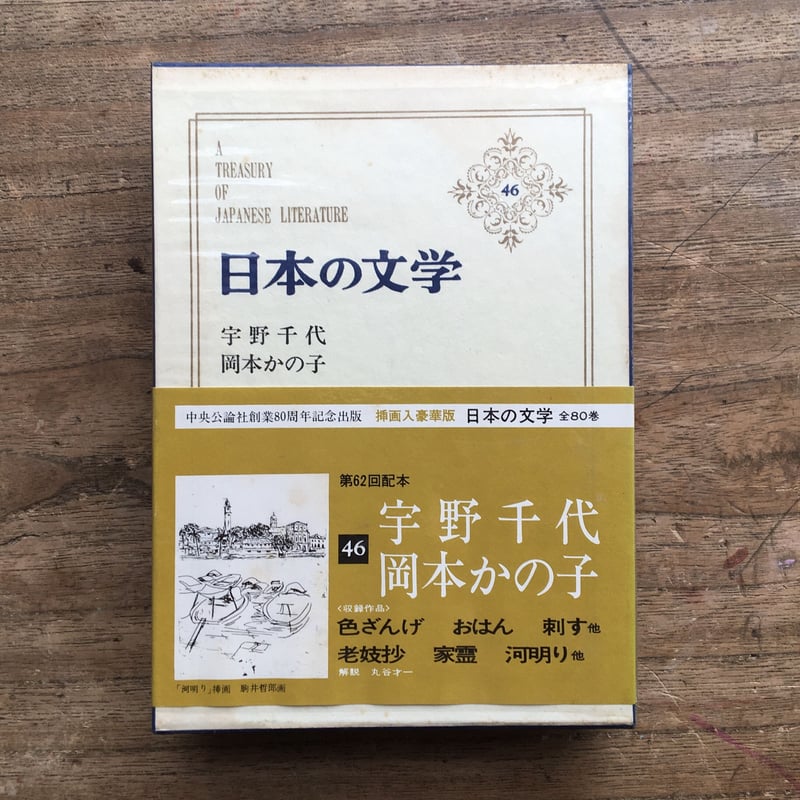 A
TREASURY
OF
JAPANESE LITERATURE
46
日本の文学
宇野千代
岡本かの子
中央公論社創業80周年記念出版 挿画入豪華版 日本の文学 全80巻
第62回配本
46
宇野千代
岡本かの子
〈収録作品〉
色ざんげ おはん 刺す他
老妓抄 家霊 河明り他
解説 丸谷才一
「河明り」挿画 駒井哲郎画